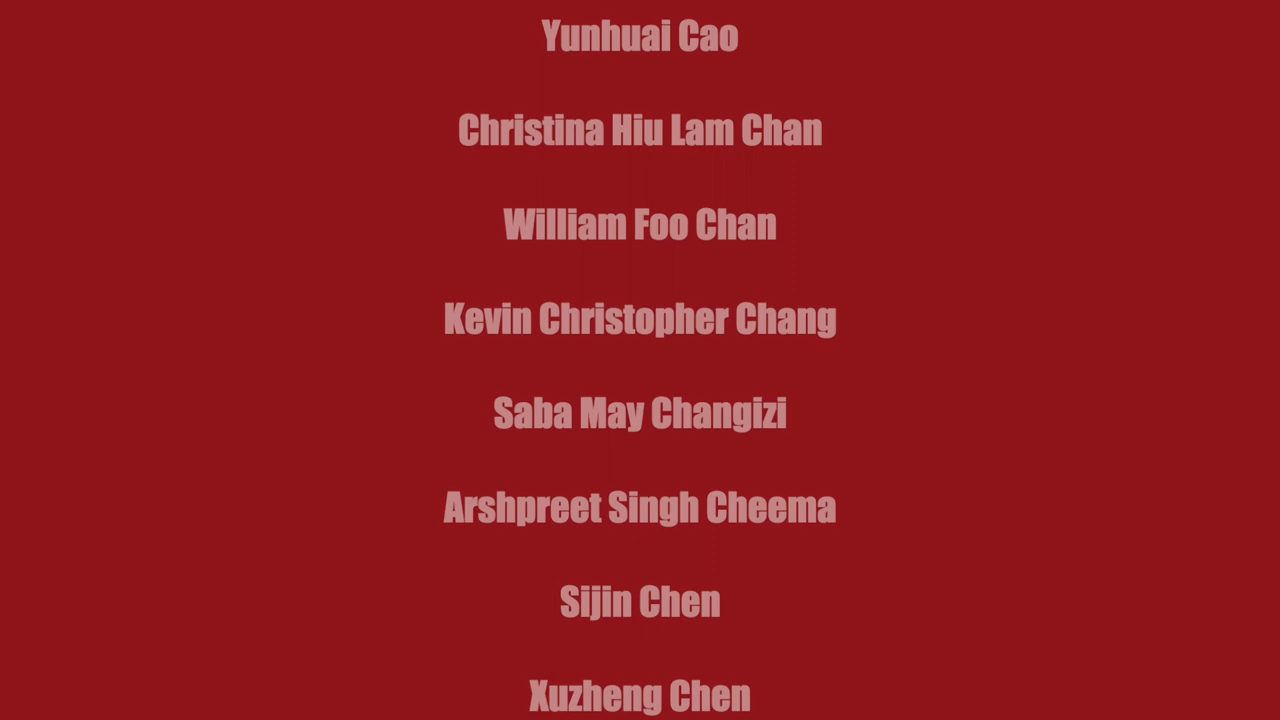 Yunhuai Cao
Christina Hiu Lam Chan
William Foo Chan
Kevin Christopher Chang
Saba May Changizi
Arshpreet Singh Cheema
Sijin Chen
Xuzheng Chen